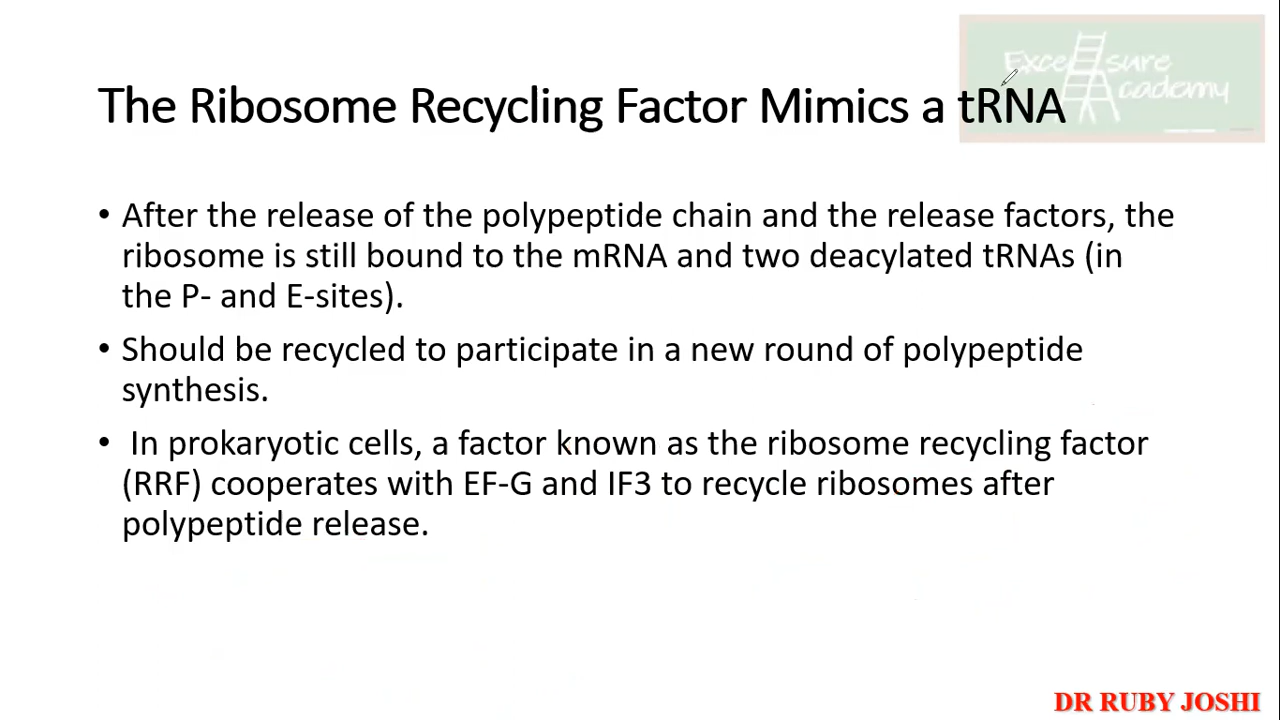 Excel sure
Academy
The Ribosome Recycling Factor Mimics a tRNA
• After the release of the polypeptide chain and the release factors, the
ribosome is still bound to the mRNA and two deacylated tRNAs (in
the P- and E-sites).
• Should be recycled to participate in a new round of polypeptide
synthesis.
• In prokaryotic cells, a factor known as the ribosome recycling factor
(RRF) cooperates with EF-G and IF3 to recycle ribosomes after
polypeptide release.
DR RUBY JOSHI